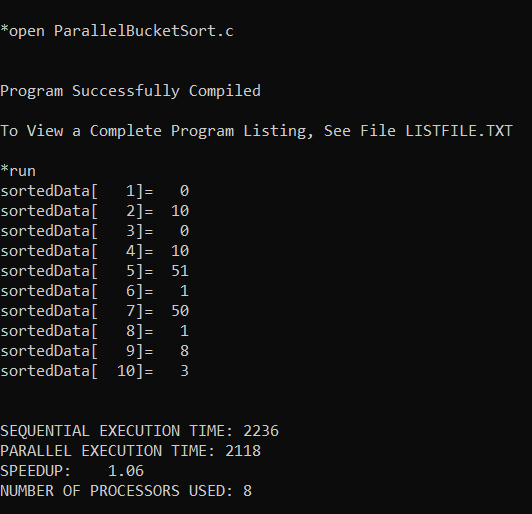 *open ParallelBucketSort.c
Program Successfully Compiled
To View a Complete Program Listing, See File LISTFILE.TXT
*run
sortedData[   1]=   0
sortedData[   2]=  10
sortedData[   3]=   0
sortedData[   4]=  10
sortedData[   5]=  51
sortedData[   6]=   1
sortedData[   7]=  50
sortedData[   8]=   1
sortedData[   9]=   8
sortedData[  10]=   3
SEQUENTIAL EXECUTION TIME: 2236
PARALLEL EXECUTION TIME: 2118
SPEEDUP:    1.06
NUMBER OF PROCESSORS USED: 8